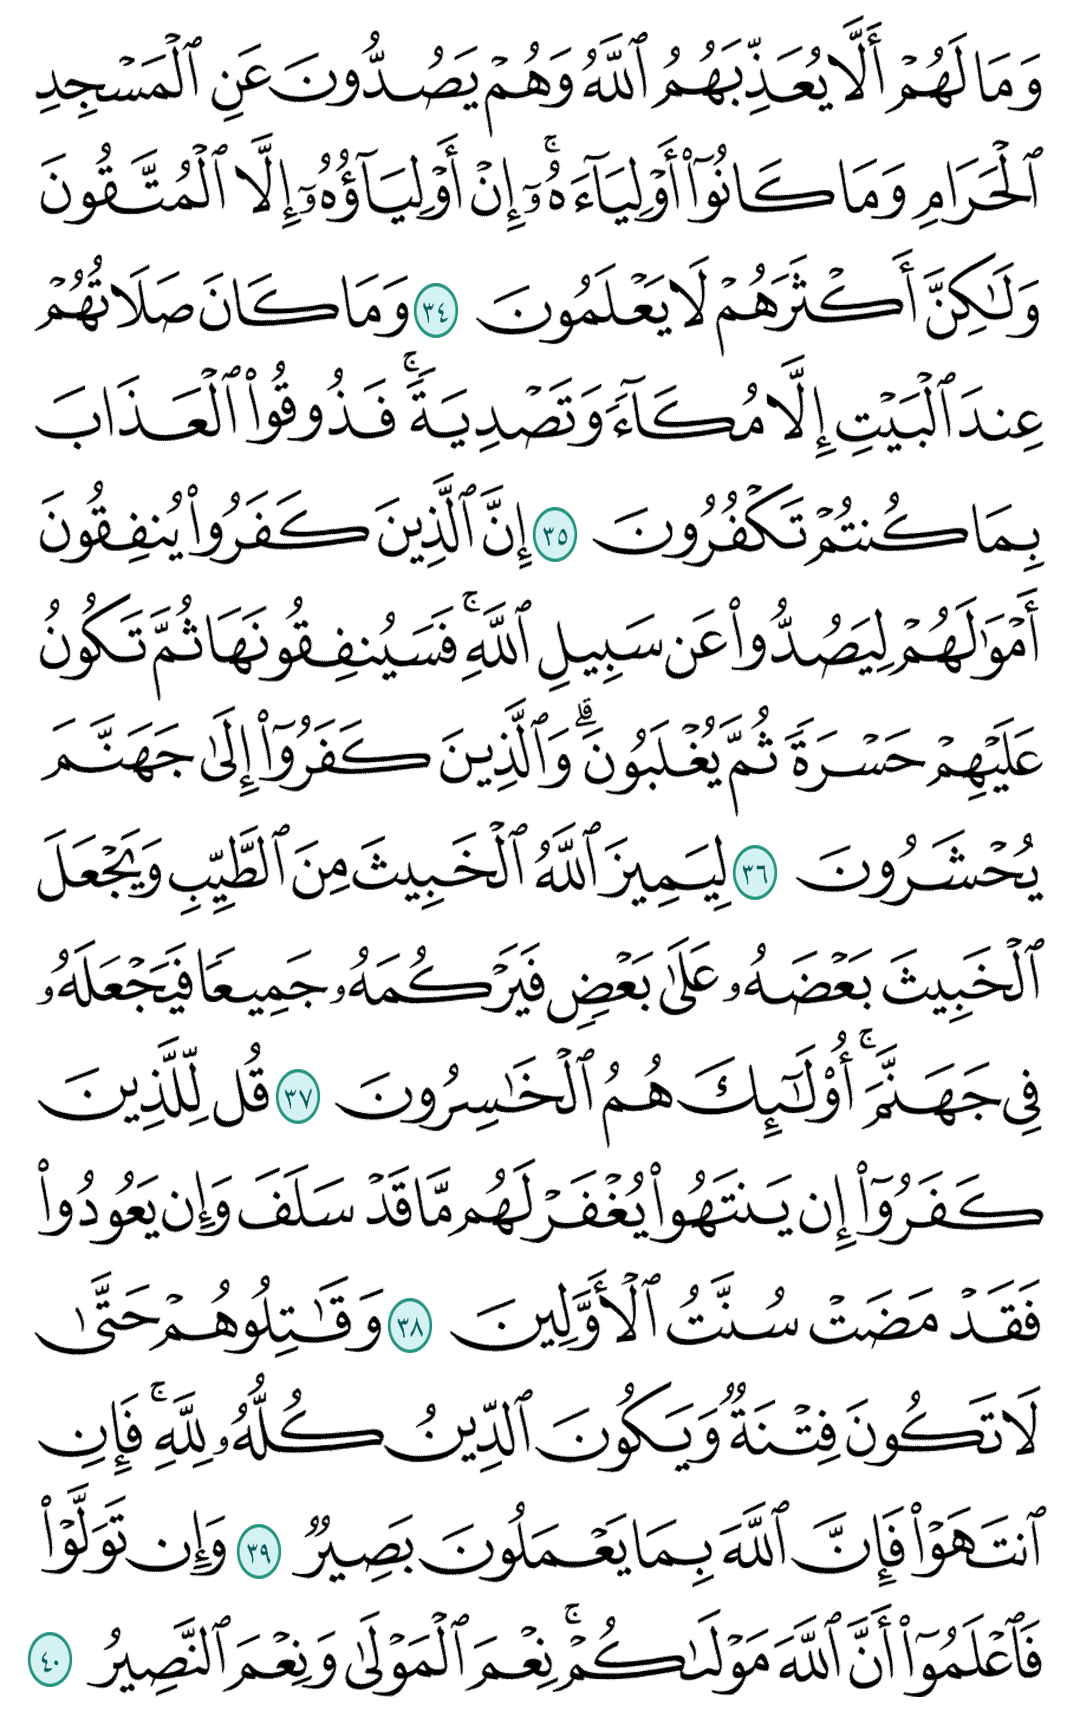 وَمَا لَهُمْ أَلَّا يُعَذِّبَهُمُ ٱللَّهُ وَهُمْ يَصُدُّونَ عَنِ ٱلْمَسْجِدِ
ٱلْحَرَامِ وَمَا كَانُوٓا۟ أَوْلِيَآءَهُۥٓ ۚ إِنْ أَوْلِيَآؤُهُۥٓ إِلَّا ٱلْمُتَّقُونَ
وَلَـٰكِنَّ أَكْثَرَهُمْ لَا يَعْلَمُونَ ٣٤ وَمَا كَانَ صَلَاتُهُمْ
عِندَ ٱلْبَيْتِ إِلَّا مُكَآءً وَتَصْدِيَةً ۚ فَذُوقُوا۟ ٱلْعَذَابَ
بِمَا كُنتُمْ تَكْفُرُونَ ٣٥ إِنَّ ٱلَّذِينَ كَفَرُوا۟ يُنفِقُونَ
أَمْوَٰلَهُمْ لِيَصُدُّوا۟ عَن سَبِيلِ ٱللَّهِ ۚ فَسَيُنفِقُونَهَا ثُمَّ تَكُونُ
عَلَيْهِمْ حَسْرَةً ثُمَّ يُغْلَبُونَ ۗ وَٱلَّذِينَ كَفَرُوٓا۟ إِلَىٰ جَهَنَّمَ
يُحْشَرُونَ ٣٦ لِيَمِيزَ ٱللَّهُ ٱلْخَبِيثَ مِنَ ٱلطَّيِّبِ وَيَجْعَلَ
ٱلْخَبِيثَ بَعْضَهُۥ عَلَىٰ بَعْضٍ فَيَرْكُمَهُۥ جَمِيعًا فَيَجْعَلَهُۥ
فِى جَهَنَّمَ ۚ أُو۟لَـٰٓئِكَ هُمُ ٱلْخَـٰسِرُونَ ٣٧ قُل لِّلَّذِينَ
كَفَرُوٓا۟ إِن يَنتَهُوا۟ يُغْفَرْ لَهُم مَّا قَدْ سَلَفَ وَإِن يَعُودُوا۟
فَقَدْ مَضَتْ سُنَّتُ ٱلْأَوَّلِينَ ٣٨ وَقَـٰتِلُوهُمْ حَتَّىٰ
لَا تَكُونَ فِتْنَةٌ وَيَكُونَ ٱلدِّينُ كُلُّهُۥ لِلَّهِ ۚ فَإِنِ
ٱنتَهَوْا۟ فَإِنَّ ٱللَّهَ بِمَا يَعْمَلُونَ بَصِيرٌ ٣٩ وَإِن تَوَلَّوْا۟
فَٱعْلَمُوٓا۟ أَنَّ ٱللَّهَ مَوْلَىٰكُمْ ۚ نِعْمَ ٱلْمَوْلَىٰ وَنِعْمَ ٱلنَّصِيرُ ٤٠